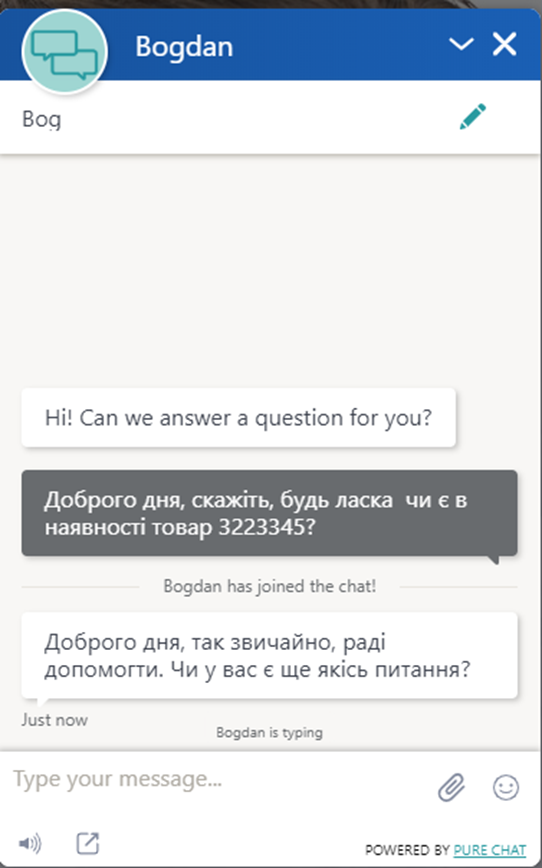 Bogdan
Bog
Hi! Can we answer a question for you?
Доброго дня, скажіть, будь ласка чи є в
наявності товар 3223345?
Bogdan has joined the chat!
Доброго дня, так звичайно, раді
допомогти. Чи у вас є ще якісь питання?
Just now
Bogdan is typing
Type your message...
POWERED BY PURE CHAT